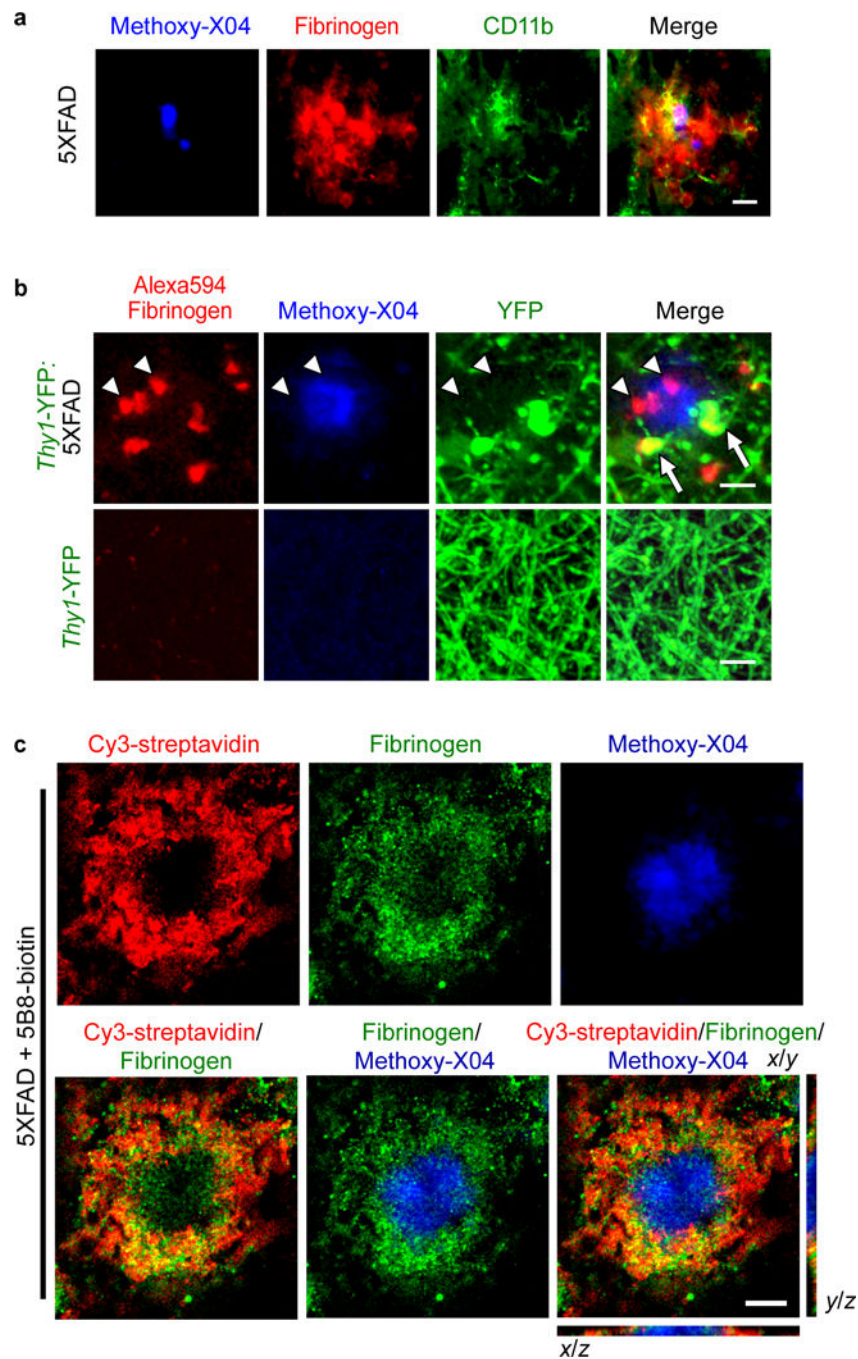 a
Methoxy-X04 Fibrinogen CD11b Merge
5XFAD
b
Alexa594
Fibrinogen Methoxy-X04 YFP Merge
Thy1-YFP:
5XFAD
Thy1-YFP
c
Cy3-streptavidin Fibrinogen Methoxy-X04
5XFAD + 5B8-biotin
Cy3-streptavidin/ Fibrinogen/ Cy3-streptavidin/Fibrinogen/
Fibrinogen Methoxy-X04 Methoxy-X04 x/y
y/z
x/z